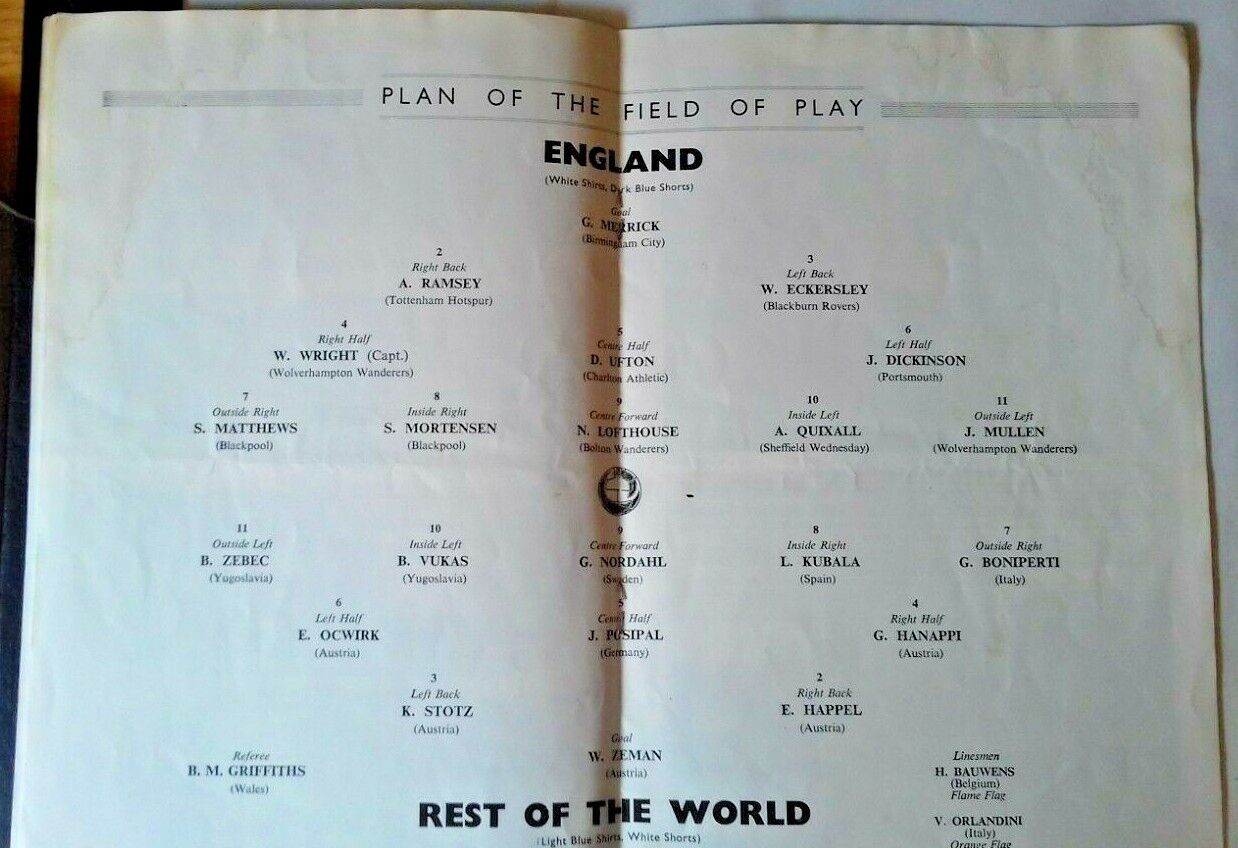 PLAN OF THE FIELD OF PLAY
ENGLAND
(White Shirts, Dark Blue Shorts)
Goal
G. MERRICK
(Birmingham City)
2
Right Back
A. RAMSEY
(Tottenham Hotspur)
3
Left Back
W. ECKERSLEY
(Blackburn Rovers)
4
Right Half
W. WRIGHT (Capt.)
(Wolverhampton Wanderers)
5
Centre Half
D. UFTON
(Charlton Athletic)
6
Left Half
J. DICKINSON
(Portsmouth)
7
Outside Right
S. MATTHEWS
(Blackpool)
8
Inside Right
S. MORTENSEN
(Blackpool)
9
Centre Forward
N. LOFTHOUSE
(Bolton Wanderers)
10
Inside Left
A. QUIXALL
(Sheffield Wednesday)
11
Outside Left
J. MULLEN
(Wolverhampton Wanderers)
11
Outside Left
B. ZEBEC
(Yugoslavia)
10
Inside Left
B. VUKAS
(Yugoslavia)
9
Centre Forward
G. NORDAHL
(Sweden)
8
Inside Right
L. KUBALA
(Spain)
7
Outside Right
G. BONIPERTI
(Italy)
6
Left Half
E. OCWIRK
(Austria)
5
Centre Half
J. POSIPAL
(Germany)
4
Right Half
G. HANAPPI
(Austria)
3
Left Back
K. STOTZ
(Austria)
2
Right Back
E. HAPPEL
(Austria)
Goal
W. ZEMAN
(Austria)
Referee
B. M. GRIFFITHS
(Wales)
Linesmen
H. BAUWENS
(Belgium)
Flame Flag
V. ORLANDINI
(Italy)
Orange Flag
REST OF THE WORLD
(Light Blue Shirts, White Shorts)